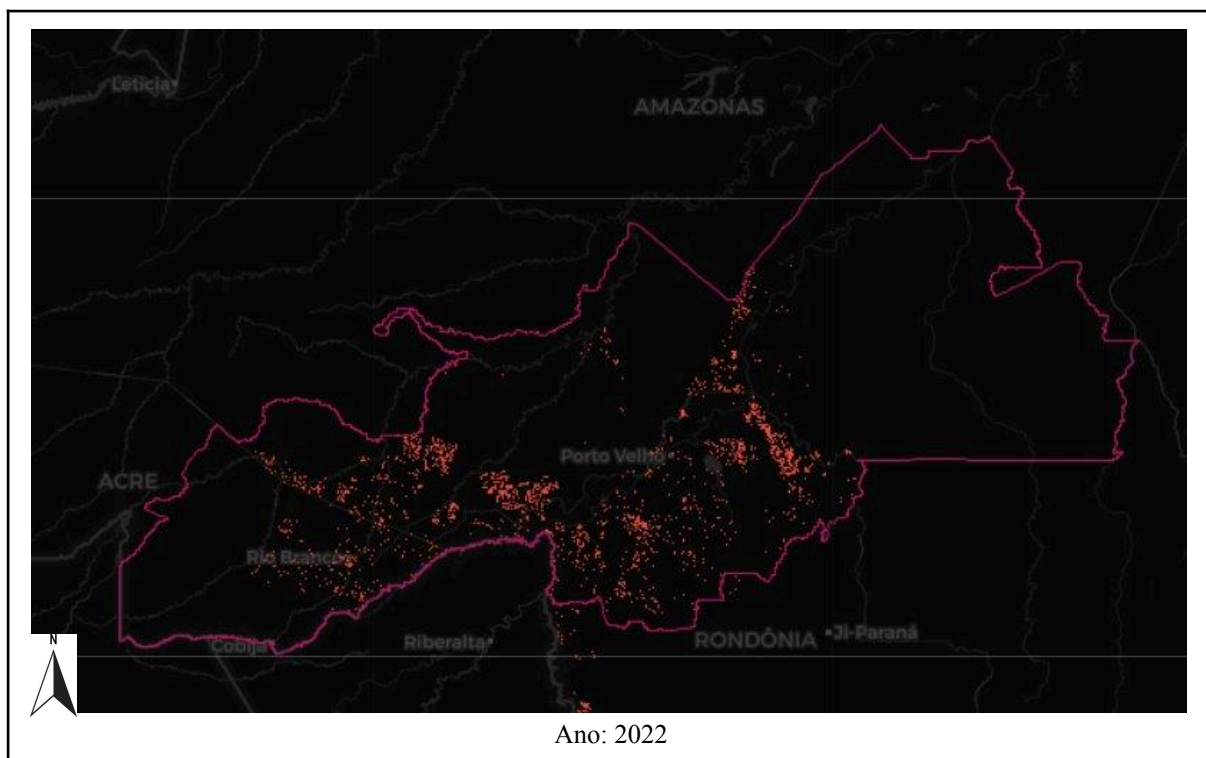 Leticia
AMAZONAS
Porto Velho
ACRE
Rio Branco
Cobija
Riberalta
RONDÔNIA
Ji-Paraná
N
Ano: 2022